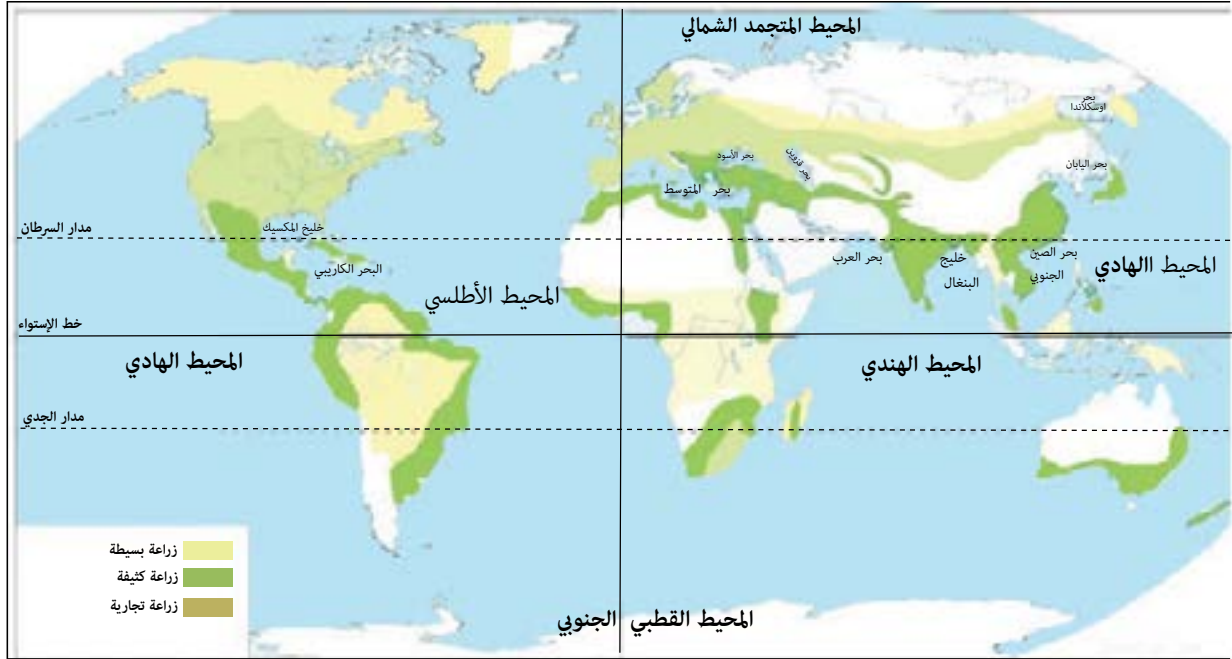 المحيط المتجمد الشمالي
بحر
اوسكلاندا
بحر اليابان
بحر الأسود
بحر قزوين
بحر المتوسط
مدار السرطان
خليخ المكسيك
البحر الكاريبي
المحيط الأطلسي
بحر العرب
خليج
البنغال
بحر الصين
الجنوبي
المحيط االهادي
خط الإستواء
المحيط الهادي
المحيط الهندي
مدار الجدي
زراعة بسيطة
زراعة كثيفة
زراعة تجارية
المحيط القطبي الجنوبي